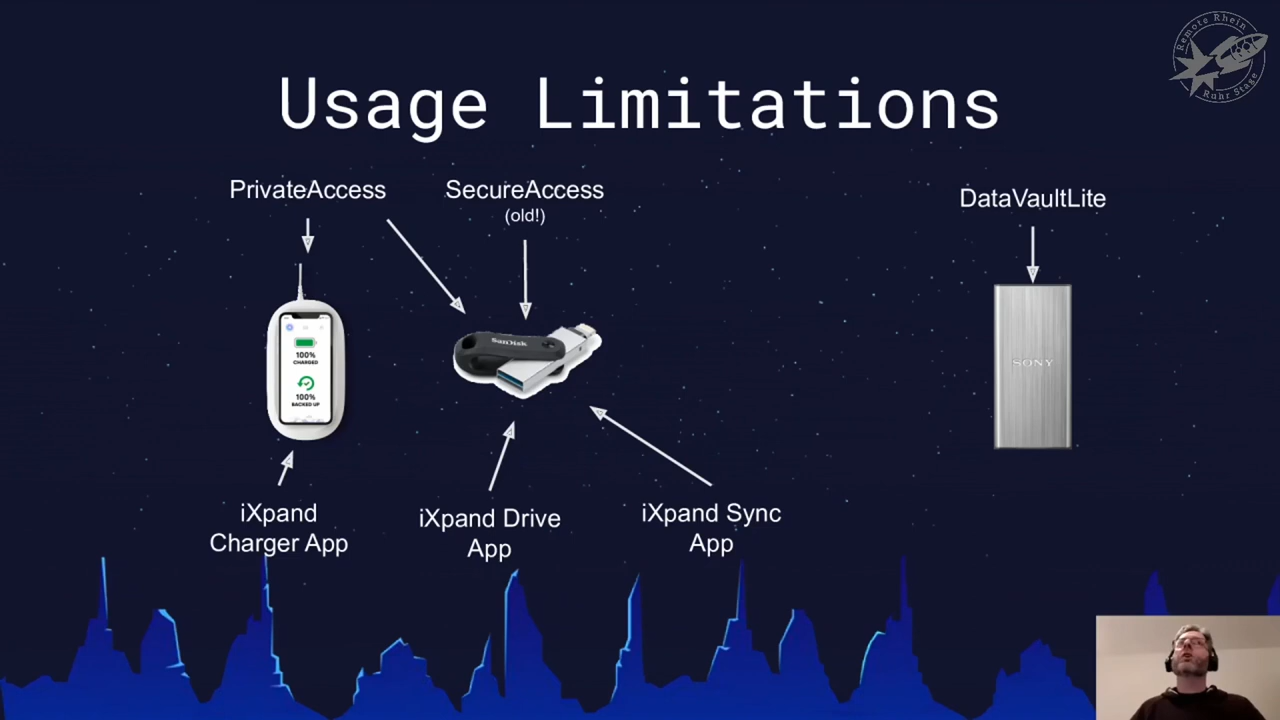 Remote Rhein
Ruhr Stage
Usage Limitations
PrivateAccess
SecureAccess
(old!)
DataVaultLite
SanDisk
100%
CHARGED
100%
BACKED UP
SONY
iXpand
Charger App
iXpand Drive
App
iXpand Sync
App